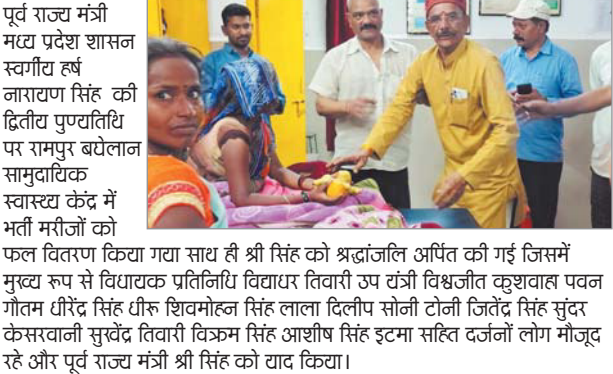 पूर्व राज्य मंत्री
मध्य प्रदेश शासन
स्वर्गीय हर्ष
नारायण सिंह की
द्वितीय पुण्यतिथि
पर रामपुर बघेलान
सामुदायिक
स्वास्थ्य केंद्र में
भर्ती मरीजों को
फल वितरण किया गया साथ ही श्री सिंह को श्रद्धांजलि अर्पित की गई जिसमें
मुख्य रूप से विधायक प्रतिनिधि विद्याधर तिवारी उप यंत्री विश्वजीत कुशवाहा पवन
गौतम धीरेंद्र सिंह धीरू शिवमोहन सिंह लाला दिलीप सोनी टोनी जितेंद्र सिंह सुंदर
केसरवानी सुखेंद्र तिवारी विक्रम सिंह आशीष सिंह इटमा सहित दर्जनों लोग मौजूद
रहे और पूर्व राज्य मंत्री श्री सिंह को याद किया।